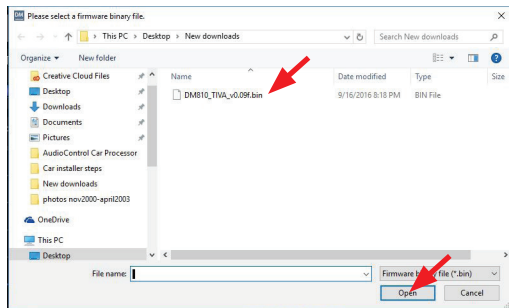 DM Please select a firmware binary file.
This PC > Desktop > New downloads
Search New downloads
Organize
New folder
Creative Cloud Files
Desktop
Downloads
Documents
Pictures
AudioControl Car Processor
Car installer steps
New downloads
photos nov2000-april2003
OneDrive
This PC
Desktop
Name Date modified Type Size
DM810_TIVA_v0.09f.bin 9/16/2016 8:18 PM BIN File
File name:
Firmware file (*.bin)
Open
Cancel